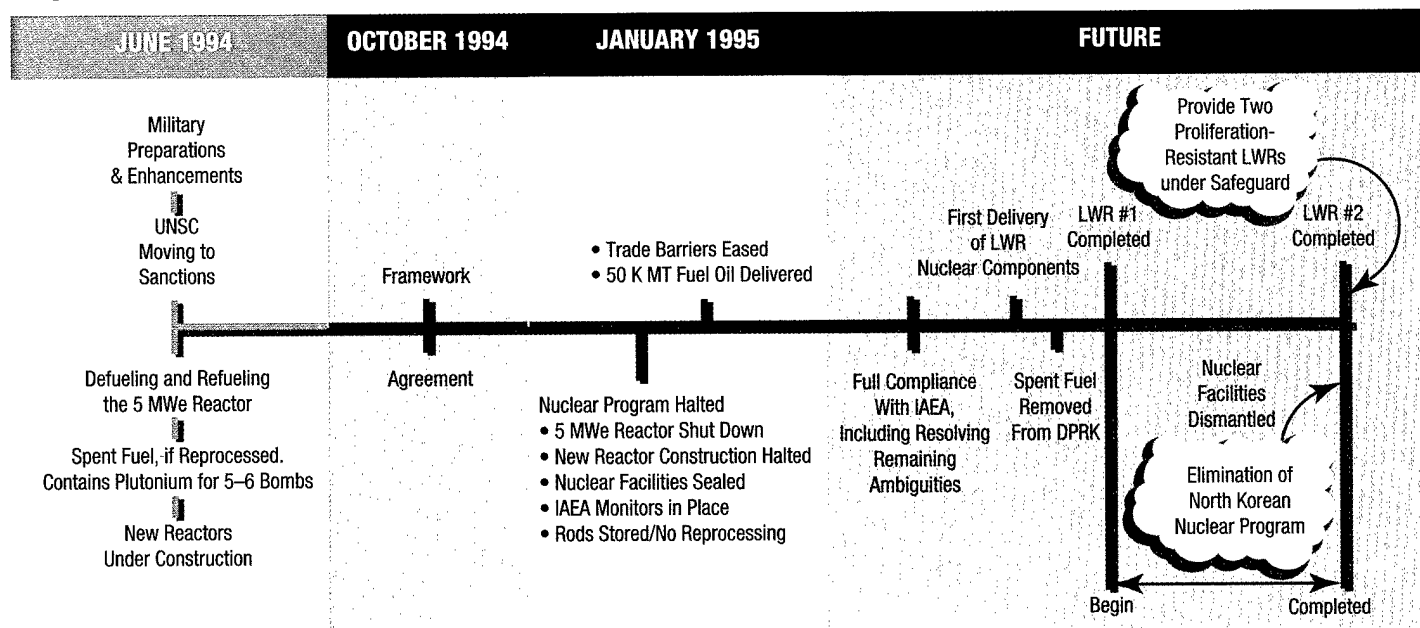 JUNE 1994
OCTOBER 1994
JANUARY 1995
FUTURE
Military
Preparations
& Enhancements
UNSC
Moving to
Sanctions
Defueling and Refueling
the 5 MWe Reactor
Spent Fuel, if Reprocessed.
Contains Plutonium for 5–6 Bombs
New Reactors
Under Construction
Framework
Agreement
• Trade Barriers Eased
• 50 K MT Fuel Oil Delivered
Nuclear Program Halted
• 5 MWe Reactor Shut Down
• New Reactor Construction Halted
• Nuclear Facilities Sealed
• IAEA Monitors in Place
• Rods Stored/No Reprocessing
Full Compliance
With IAEA,
Including Resolving
Remaining
Ambiguities
First Delivery
of LWR
Nuclear Components
Spent Fuel
Removed
From DPRK
LWR #1
Completed
Provide Two
Proliferation-
Resistant LWRs
under Safeguard
LWR #2
Completed
Nuclear
Facilities
Dismantled
Elimination of
North Korean
Nuclear Program
Begin
Completed